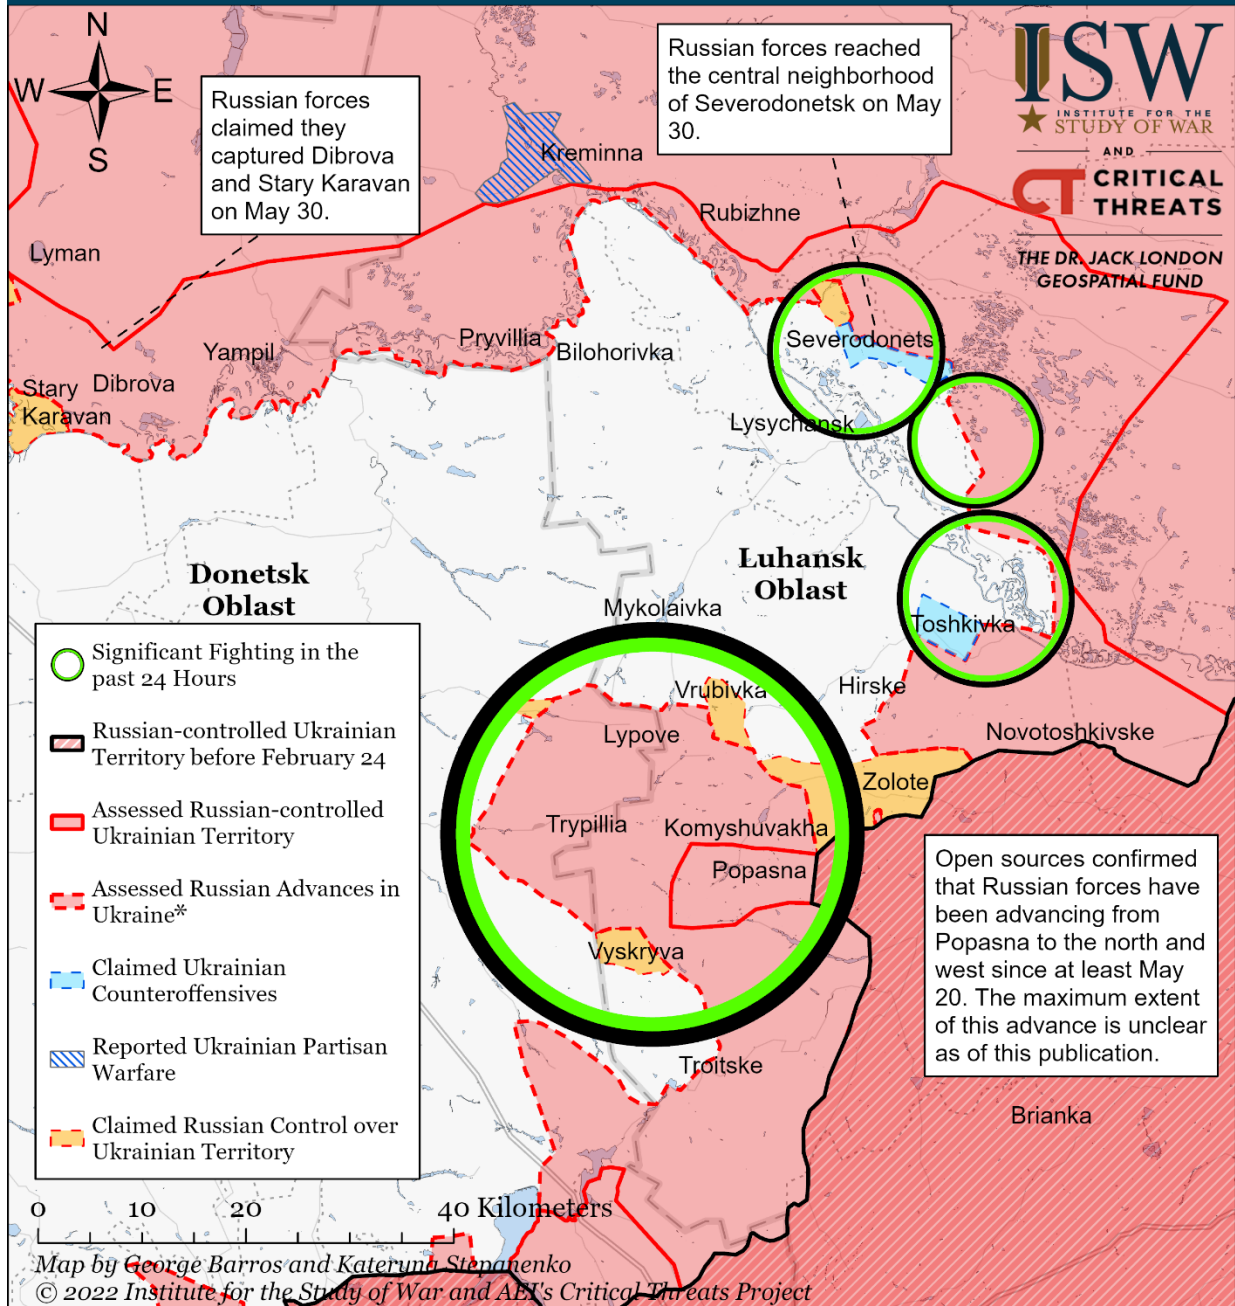 N
W E
S
Russian forces
claimed they
captured Dibrova
and Stary Karavan
on May 30.
Russian forces reached
the central neighborhood
of Severodonetsk on May
30.
ISW
INSTITUTE FOR THE
STUDY OF WAR
AND
CT CRITICAL
THREATS
THE DR. JACK LONDON
GEOSPATIAL FUND
Kreminna
Rubizhne
Lyman
Severodonets
Yampil
Pryvillia
Bilohorivka
Stary
Karavan
Dibrova
Lysychansk
Donetsk
Oblast
Luhansk
Oblast
Mykolaivka
Toshkivka
Vrubivka
Hirske
Lypove
Novotoshkivske
Zolote
Trypillia
Komyshuvakha
Popasna
Vyskryva
Troitske
Brianka
Open sources confirmed
that Russian forces have
been advancing from
Popasna to the north and
west since at least May
20. The maximum extent
of this advance is unclear
as of this publication.
Significant Fighting in the
past 24 Hours
Russian-controlled Ukrainian
Territory before February 24
Assessed Russian-controlled
Ukrainian Territory
Assessed Russian Advances in
Ukraine*
Claimed Ukrainian
Counteroffensives
Reported Ukrainian Partisan
Warfare
Claimed Russian Control over
Ukrainian Territory
0 10 20 40 Kilometers
Map by George Barros and Kateryna Stepanenko
© 2022 Institute for the Study of War and AEI's Critical Threats Project